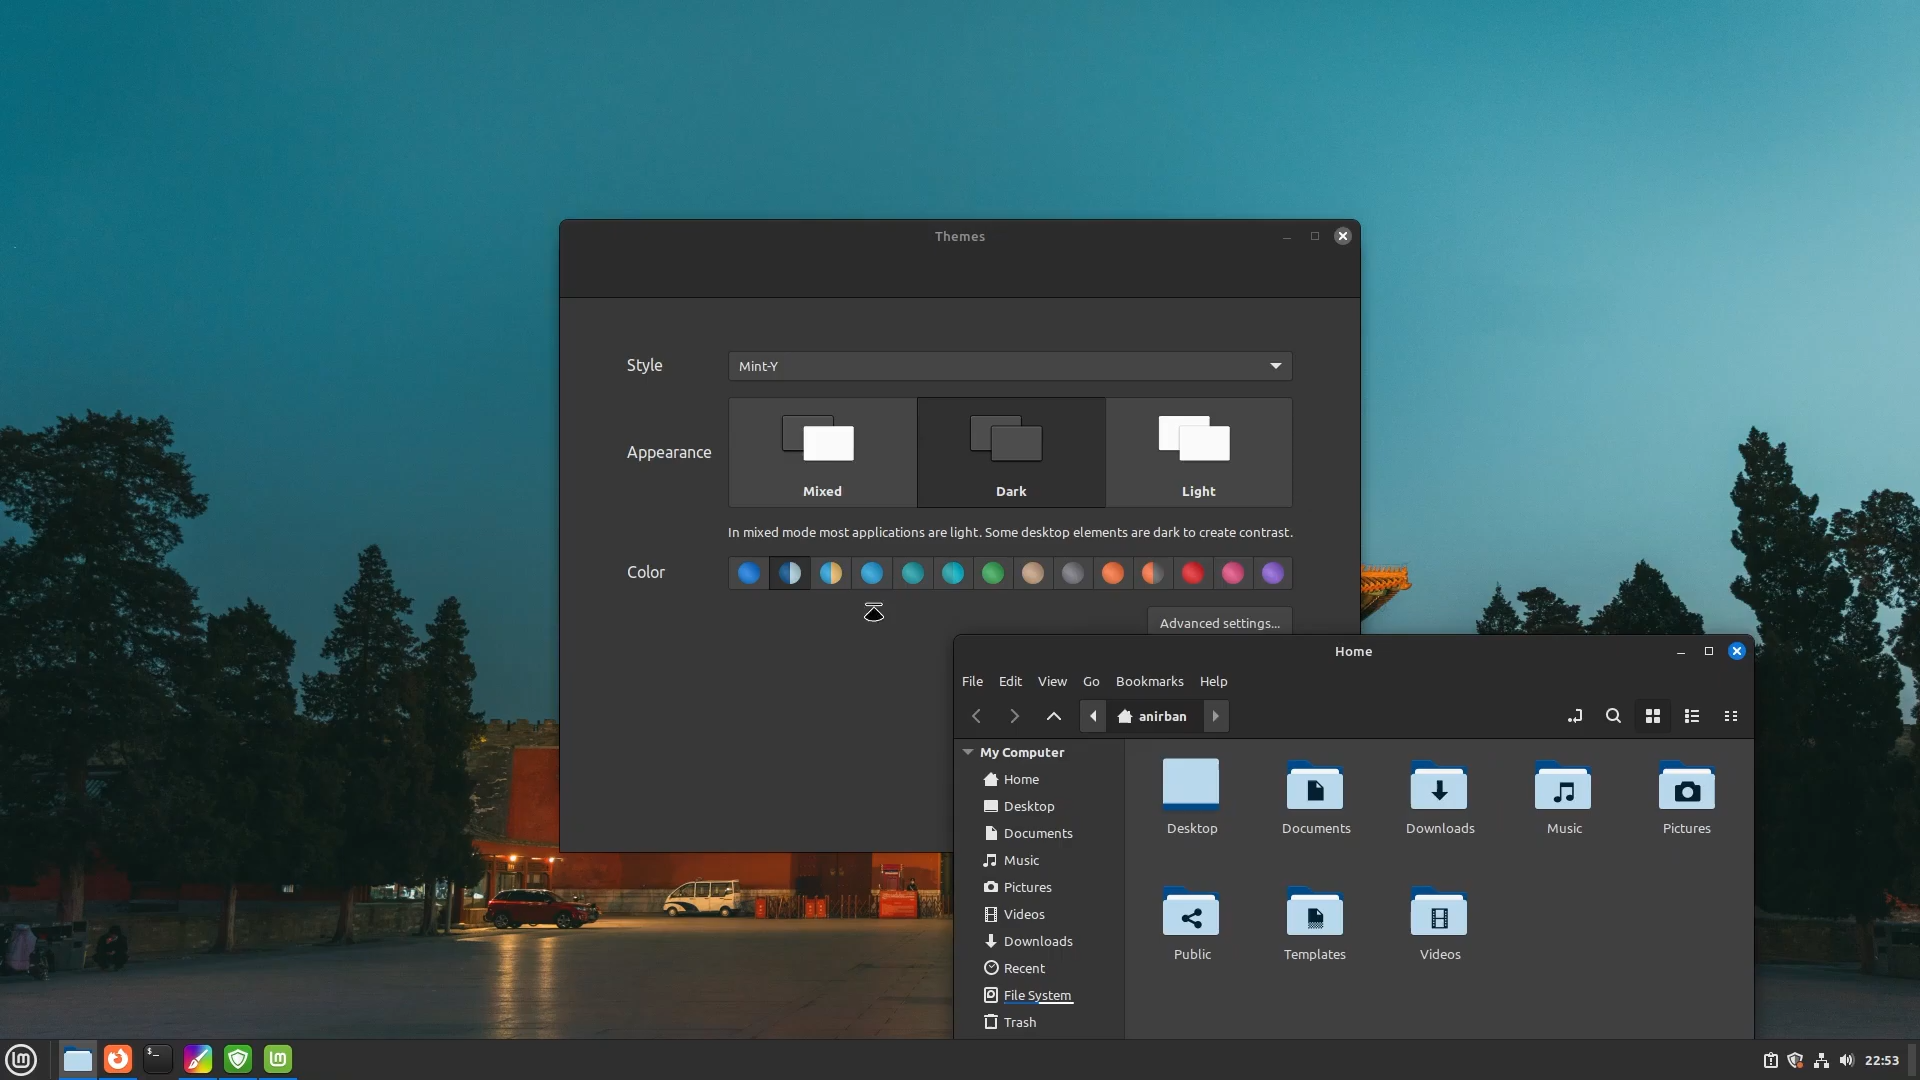 Themes
Style
Mint-Y
Appearance
Mixed
Dark
Light
In mixed mode most applications are light. Some desktop elements are dark to create contrast.
Color
Advanced settings...
Home
File Edit View Go Bookmarks Help
anirban
My Computer
Home
Desktop
Documents
Music
Pictures
Videos
Downloads
Recent
File System
Trash
Desktop
Documents
Downloads
Music
Pictures
Public
Templates
Videos
22:53